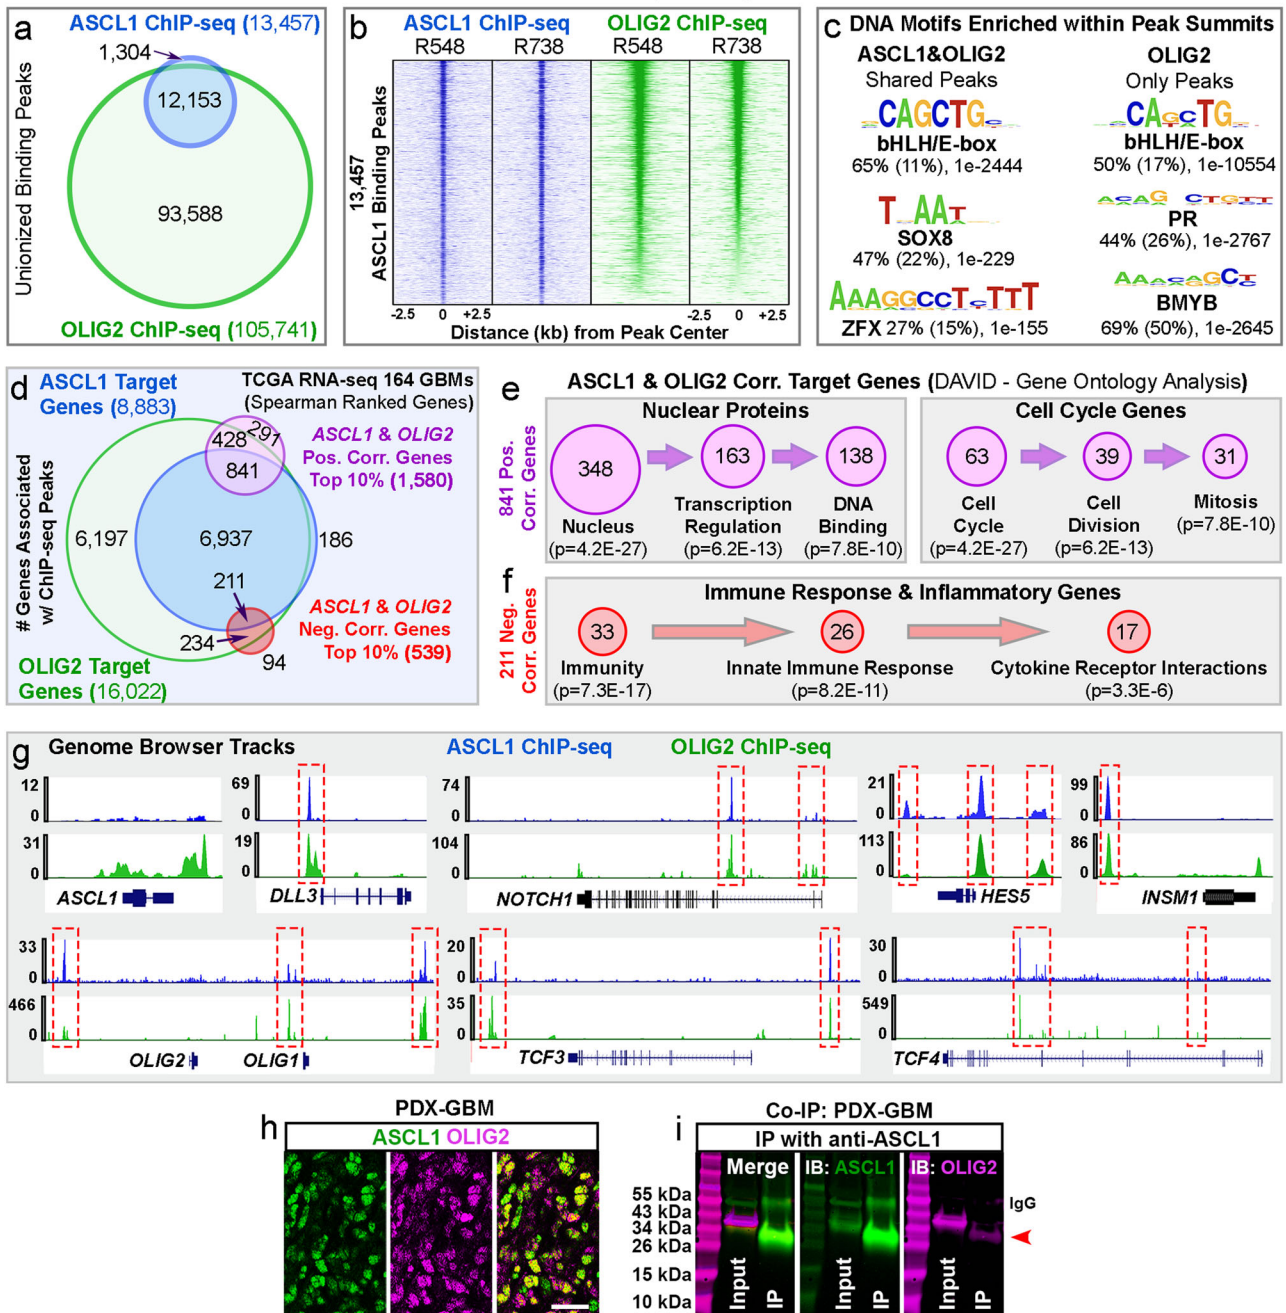 a
ASCL1 ChIP-seq (13,457)
1,304
12,153
93,588
Unionized Binding Peaks
OLIG2 ChIP-seq (105,741)
b
ASCL1 ChIP-seq OLIG2 ChIP-seq
R548 R738 R548 R738
13,457
ASCL1 Binding Peaks
-2.5 0 +2.5 -2.5 0 +2.5
Distance (kb) from Peak Center
c DNA Motifs Enriched within Peak Summits
ASCL1&OLIG2
Shared Peaks
CAGCTG
bHLH/E-box
65% (11%), 1e-2444
T AAT
SOX8
47% (22%), 1e-229
AAAGGCCTcTTT
ZFX 27% (15%), 1e-155
OLIG2
Only Peaks
CAGCTG
bHLH/E-box
50% (17%), 1e-10554
ACAG CTGTT
PR
44% (26%), 1e-2767
AAACAGCT
BMYB
69% (50%), 1e-2645
d
ASCL1 Target
Genes (8,883)
TCGA RNA-seq 164 GBMs
(Spearman Ranked Genes)
# Genes Associated
w/ ChIP-seq Peaks
428 291
841
ASCL1 & OLIG2
Pos. Corr. Genes
Top 10% (1,580)
6,197
6,937
186
211
234
94
ASCL1 & OLIG2
Neg. Corr. Genes
Top 10% (539)
OLIG2 Target
Genes (16,022)
e ASCL1 & OLIG2 Corr. Target Genes (DAVID - Gene Ontology Analysis)
841 Pos.
Corr. Genes
Nuclear Proteins
348
163
138
Nucleus
(p=4.2E-27)
Transcription
Regulation
(p=6.2E-13)
DNA
Binding
(p=7.8E-10)
Cell Cycle Genes
63
39
31
Cell
Cycle
(p=4.2E-27)
Cell
Division
(p=6.2E-13)
Mitosis
(p=7.8E-10)
f
211 Neg.
Corr. Genes
Immune Response & Inflammatory Genes
33
26
17
Immunity
(p=7.3E-17)
Innate Immune Response
(p=8.2E-11)
Cytokine Receptor Interactions
(p=3.3E-6)
g Genome Browser Tracks ASCL1 ChIP-seq OLIG2 ChIP-seq
12
0
31
0
ASCL1
69
0
19
0
DLL3
74
0
104
0
NOTCH1
21
0
113
0
HES5
99
0
86
0
INSM1
33
0
466
0
OLIG2 OLIG1
20
0
35
0
TCF3
30
0
549
0
TCF4
h
PDX-GBM
ASCL1 OLIG2
i
Co-IP: PDX-GBM
IP with anti-ASCL1
Merge IB: ASCL1 IB: OLIG2
55 kDa
43 kDa
34 kDa
26 kDa
15 kDa
10 kDa
IgG
Input IP Input IP Input IP